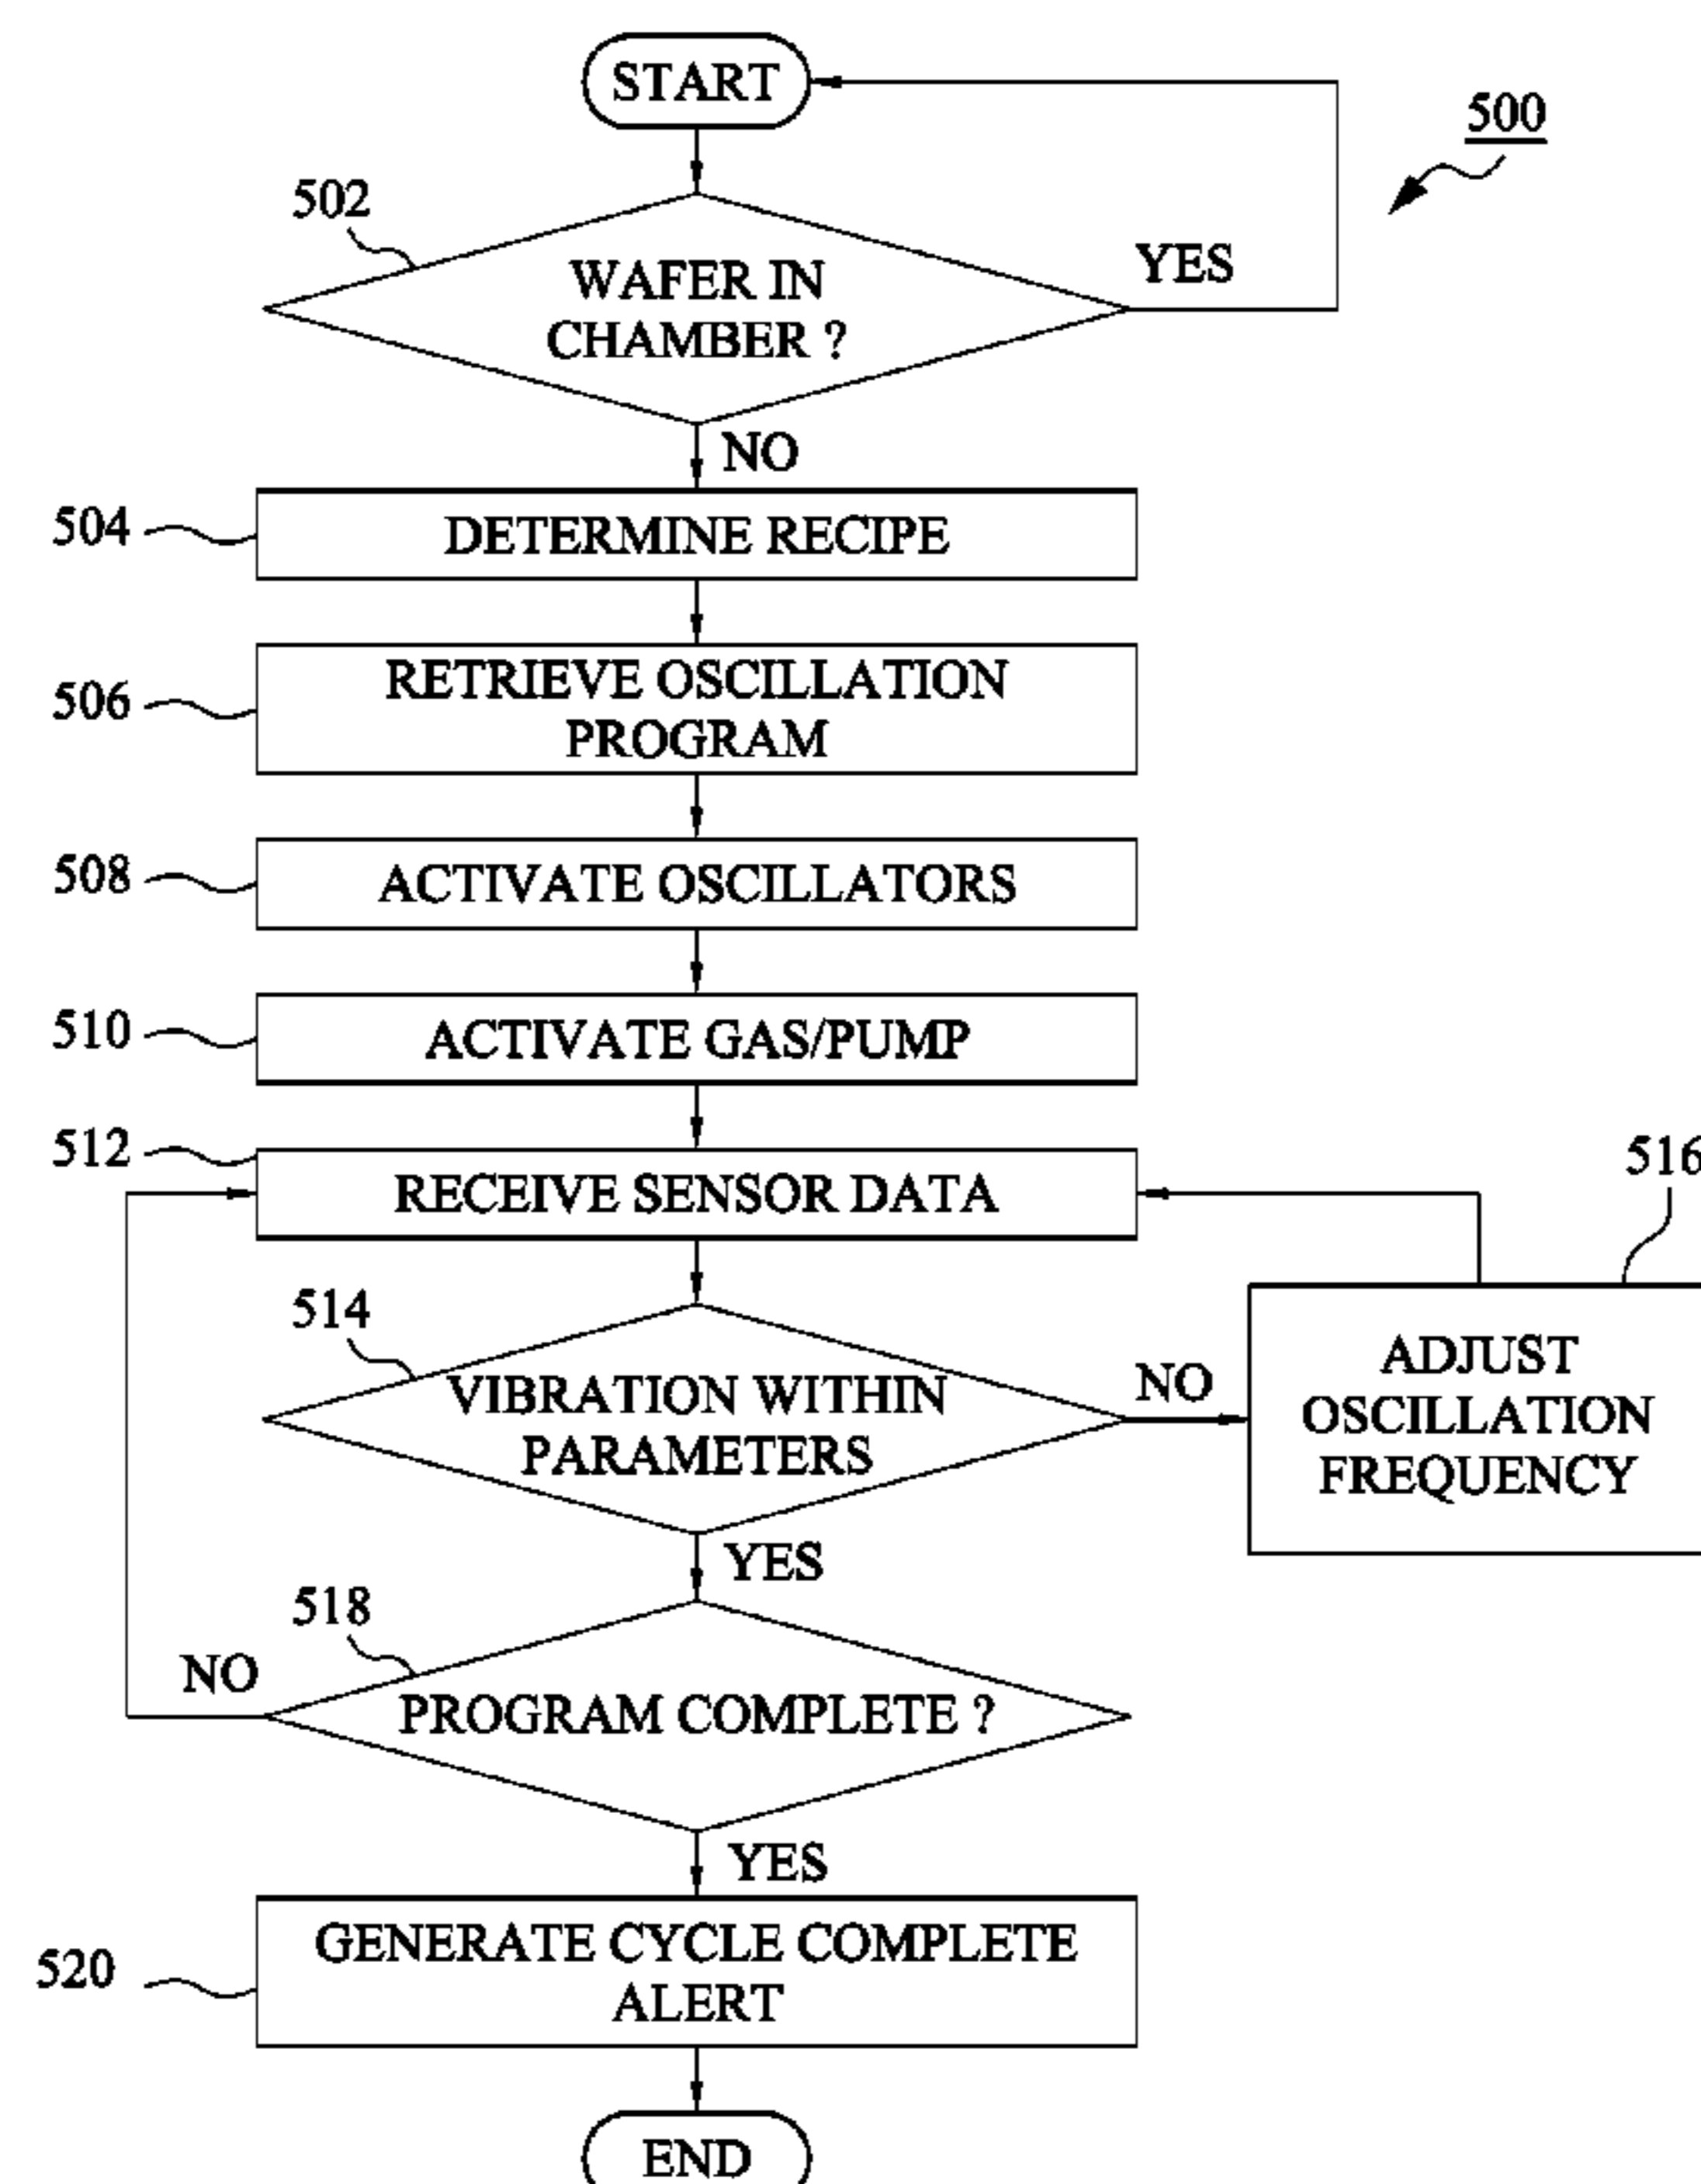 START
500
502
WAFER IN
CHAMBER ?
YES
NO
504
DETERMINE RECIPE
506
RETRIEVE OSCILLATION
PROGRAM
508
ACTIVATE OSCILLATORS
510
ACTIVATE GAS/PUMP
512
RECEIVE SENSOR DATA
516
514
VIBRATION WITHIN
PARAMETERS
NO
ADJUST
OSCILLATION
FREQUENCY
YES
518
NO
PROGRAM COMPLETE ?
YES
520
GENERATE CYCLE COMPLETE
ALERT
END